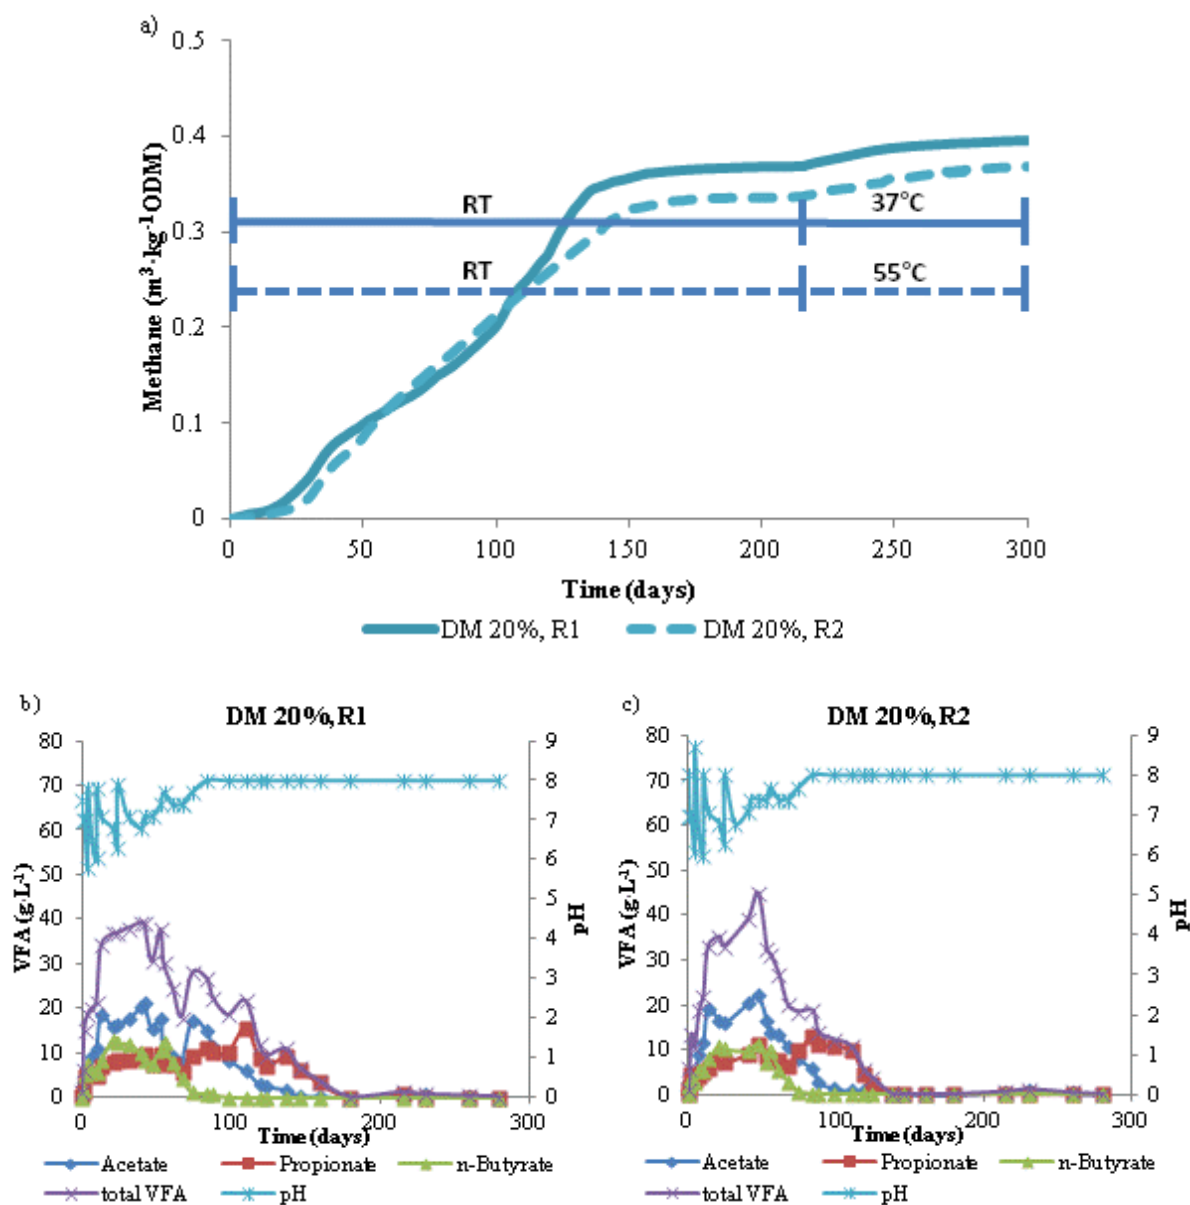 a)
0.5
0.4
0.3
0.2
0.1
0
Methane (m³·kg⁻¹ODM)
RT
37°C
RT
55°C
0 50 100 150 200 250 300
Time (days)
DM 20%, R1 DM 20%, R2
b)
DM 20%, R1
80
70
60
50
40
30
20
10
0
VFA (g·L⁻¹)
9
8
7
6
5
4
3
2
1
0
pH
0 100 200 300
Time (days)
Acetate Propionate n-Butyrate
total VFA pH
c)
DM 20%, R2
80
70
60
50
40
30
20
10
0
VFA (g·L⁻¹)
9
8
7
6
5
4
3
2
1
0
pH
0 100 200 300
Time (days)
Acetate Propionate n-Butyrate
total VFA pH